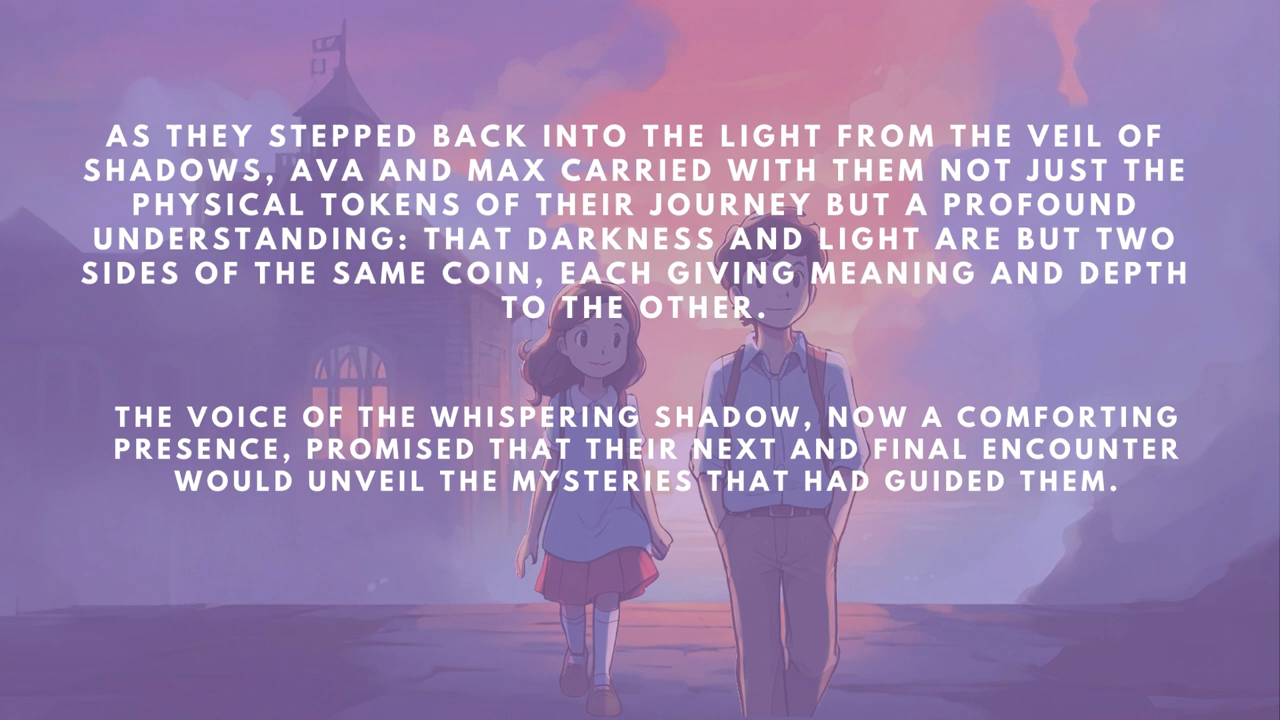 AS THEY STEPPED BACK INTO THE LIGHT FROM THE VEIL OF
SHADOWS, AVA AND MAX CARRIED WITH THEM NOT JUST THE
PHYSICAL TOKENS OF THEIR JOURNEY BUT A PROFOUND
UNDERSTANDING: THAT DARKNESS AND LIGHT ARE BUT TWO
SIDES OF THE SAME COIN, EACH GIVING MEANING AND DEPTH
TO THE OTHER.
THE VOICE OF THE WHISPERING SHADOW, NOW A COMFORTING
PRESENCE, PROMISED THAT THEIR NEXT AND FINAL ENCOUNTER
WOULD UNVEIL THE MYSTERIES THAT HAD GUIDED THEM.